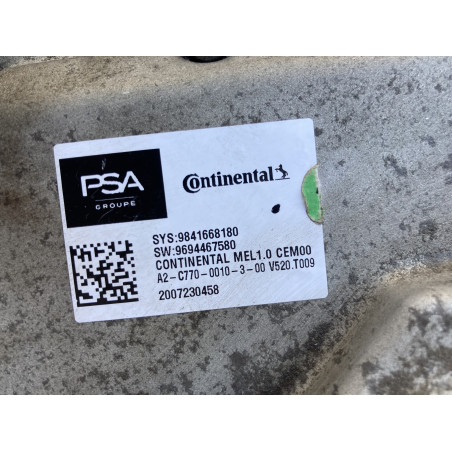 PSA
GROUPE
Continental
SYS:9841668180
SW:9694467580
CONTINENTAL MEL1.0 CEM00
A2-C770-0010-3-00 V520.T009
2007230458